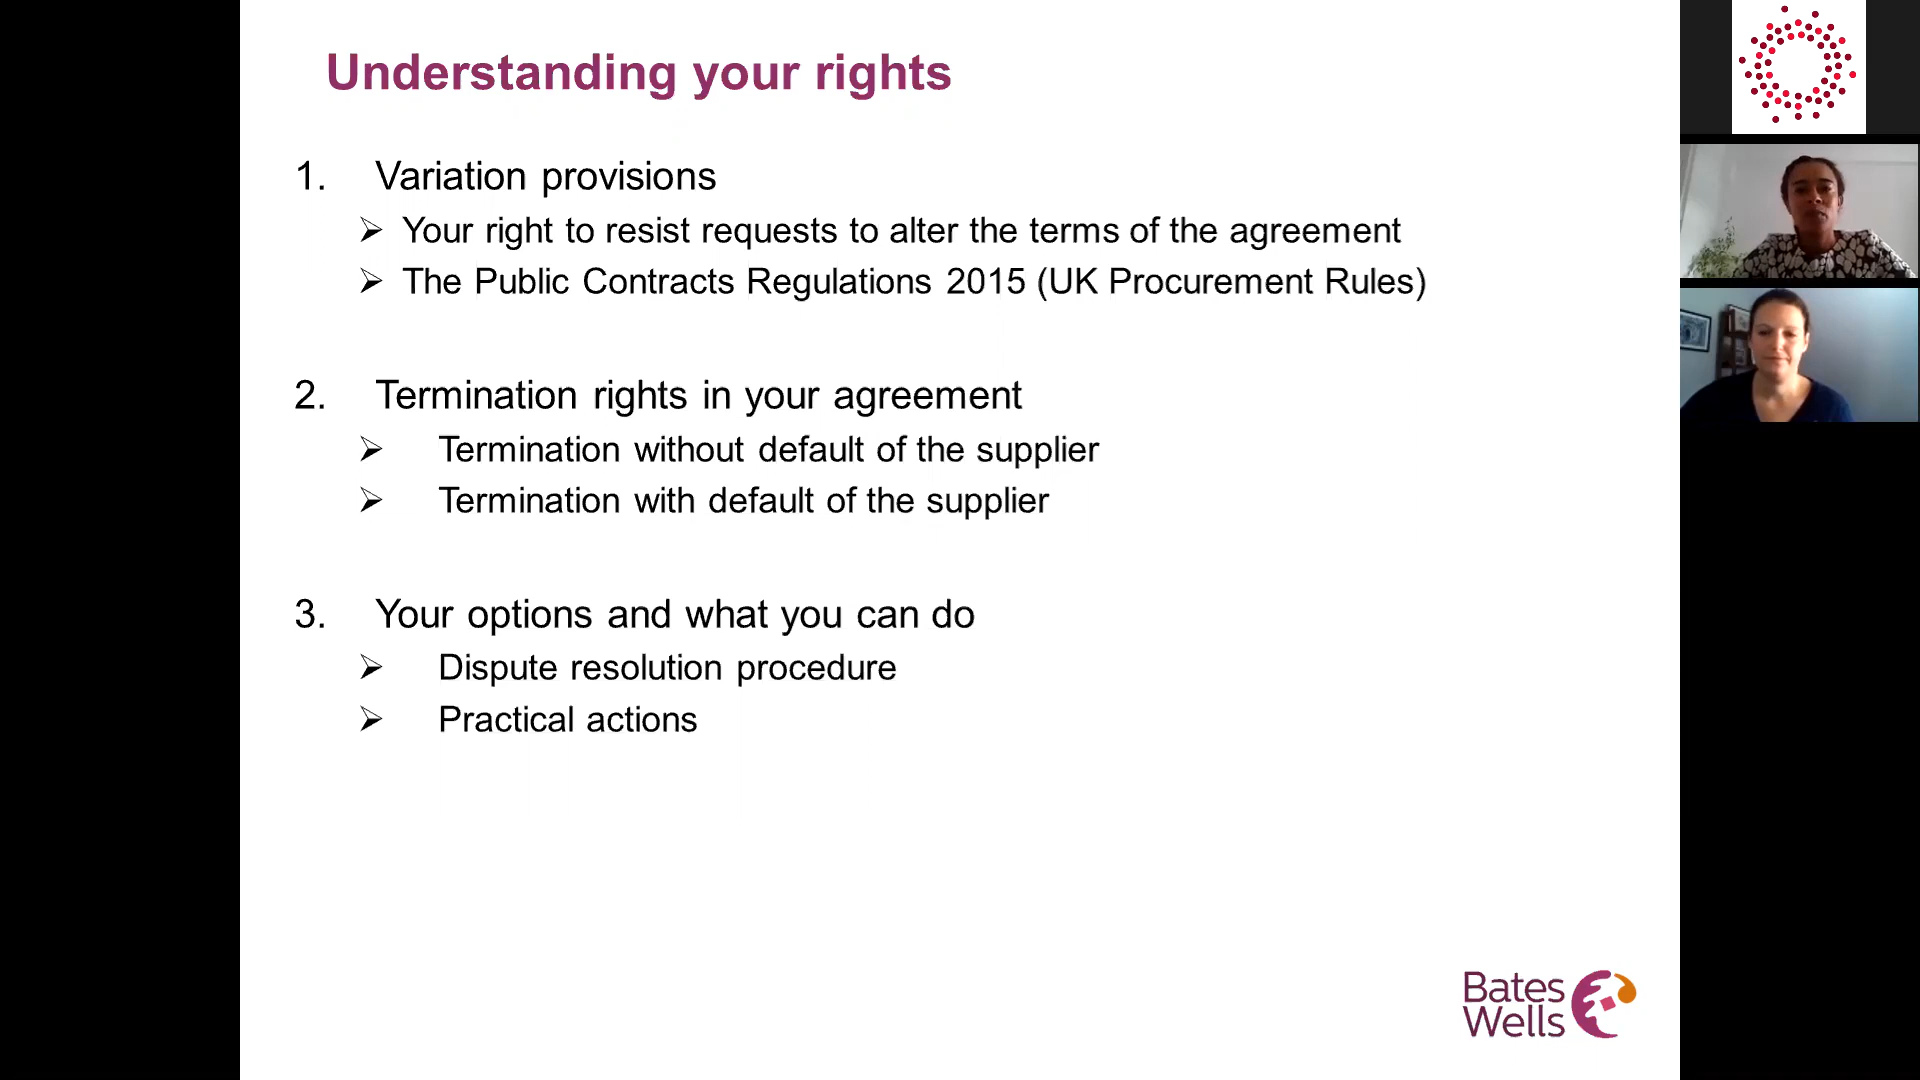 Understanding your rights
1. Variation provisions
➢ Your right to resist requests to alter the terms of the agreement
➢ The Public Contracts Regulations 2015 (UK Procurement Rules)
2. Termination rights in your agreement
➢ Termination without default of the supplier
➢ Termination with default of the supplier
3. Your options and what you can do
➢ Dispute resolution procedure
➢ Practical actions
Bates
Wells